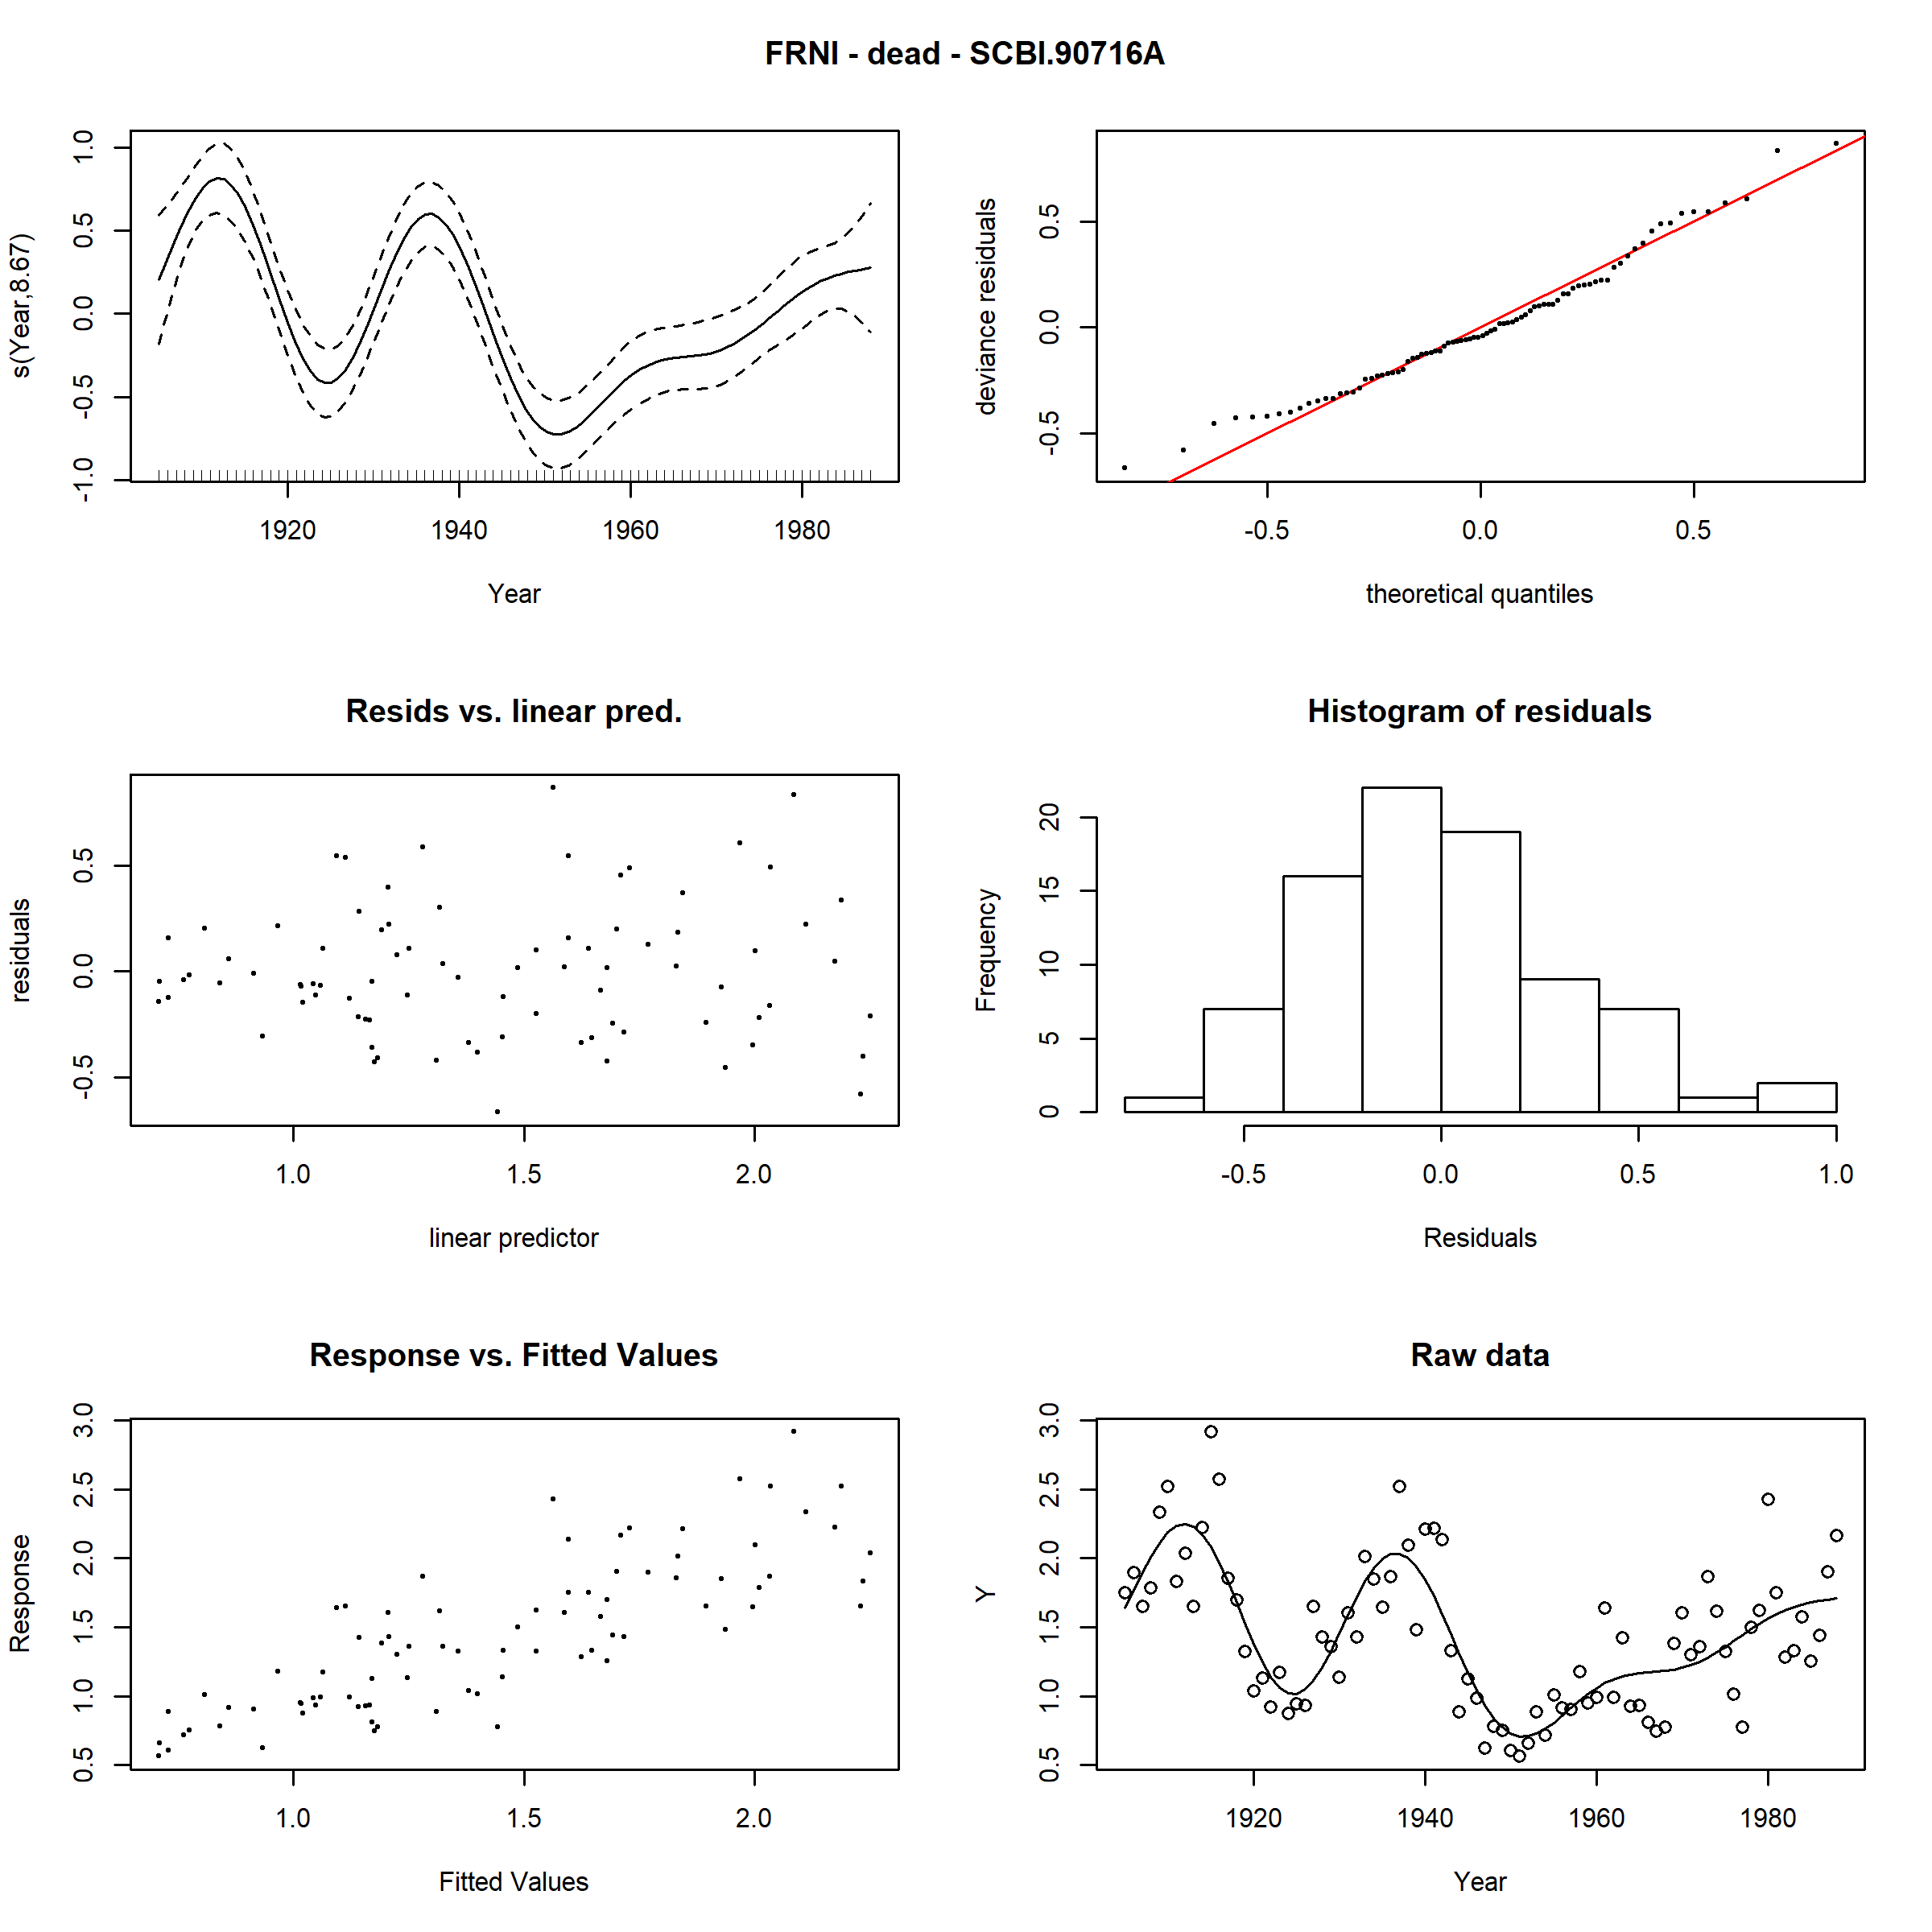 FRNI - dead - SCBI.90716A
s(Year,8.67)
-1.0 -0.5 0.0 0.5 1.0
1920 1940 1960 1980
Year
deviance residuals
-0.5 0.0 0.5
-0.5 0.0 0.5
theoretical quantiles
Resids vs. linear pred.
residuals
-0.5 0.0 0.5
1.0 1.5 2.0
linear predictor
Histogram of residuals
Frequency
0 5 10 15 20
-0.5 0.0 0.5 1.0
Residuals
Response vs. Fitted Values
Response
0.5 1.0 1.5 2.0 2.5 3.0
1.0 1.5 2.0
Fitted Values
Raw data
Y
0.5 1.0 1.5 2.0 2.5 3.0
1920 1940 1960 1980
Year